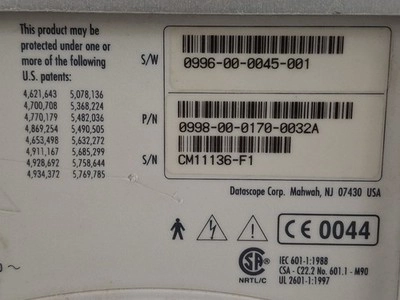 This product may be
protected under one or
more of the following
U.S. patents:
4,621,643 5,078,136
4,700,708 5,368,224
4,770,179 5,482,036
4,869,254 5,490,505
4,653,498 5,632,272
4,911,167 5,685,299
4,928,692 5,758,644
4,934,372 5,769,785
S/W
0996-00-0045-001
P/N
0998-00-0170-0032A
S/N
CM11136-F1
Datascope Corp. Mahwah, NJ 07430 USA
CE 0044
SA
NRTL/C
IEC 601-1:1988
CSA - C22.2 No. 601.1 - M90
UL 2601-1:1997